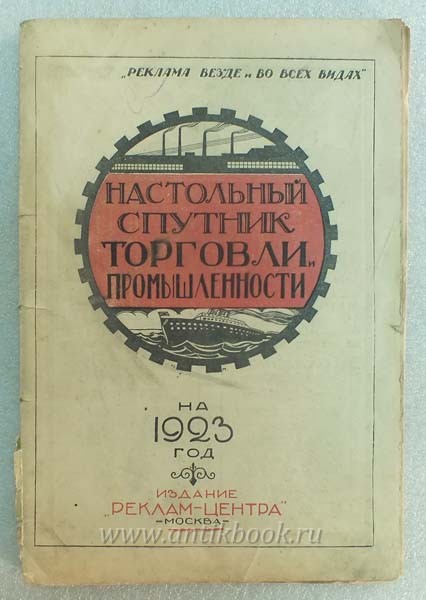 „РЕКЛАМА ВЕЗДЕ и ВО ВСЕХ ВИДАХ"
НАСТОЛЬНЫЙ
СПУТНИК
ТОРГОВЛИ и
ПРОМЫШЛЕННОСТИ
НА
1923
ГОД
ИЗДАНИЕ
„РЕКЛАМ-ЦЕНТРА"
-МОСКВА-
www.antikbook.ru